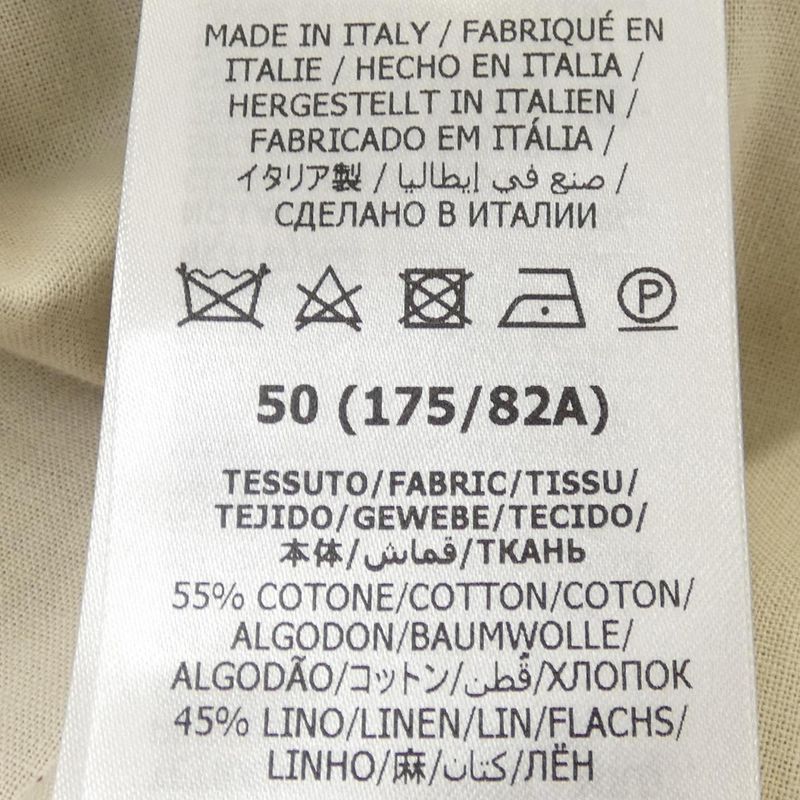 MADE IN ITALY / FABRIQUÉ EN
ITALIE / HECHO EN ITALIA /
HERGESTELLT IN ITALIEN /
FABRICADO EM ITÁLIA /
イタリア製 / صنع في إيطاليا /
СДЕЛАНО В ИТАЛИИ
P
50 (175/82A)
TESSUTO/FABRIC/TISSU/
TEJIDO/GEWEBE/TECIDO/
本体/قماش/ТКАНЬ
55% COTONE/COTTON/COTON/
ALGODON/BAUMWOLLE/
ALGODÃO/コットン/قُطن/ХЛОПОК
45% LINO/LINEN/LIN/FLACHS/
LINHO/麻/كتان/ЛЁН